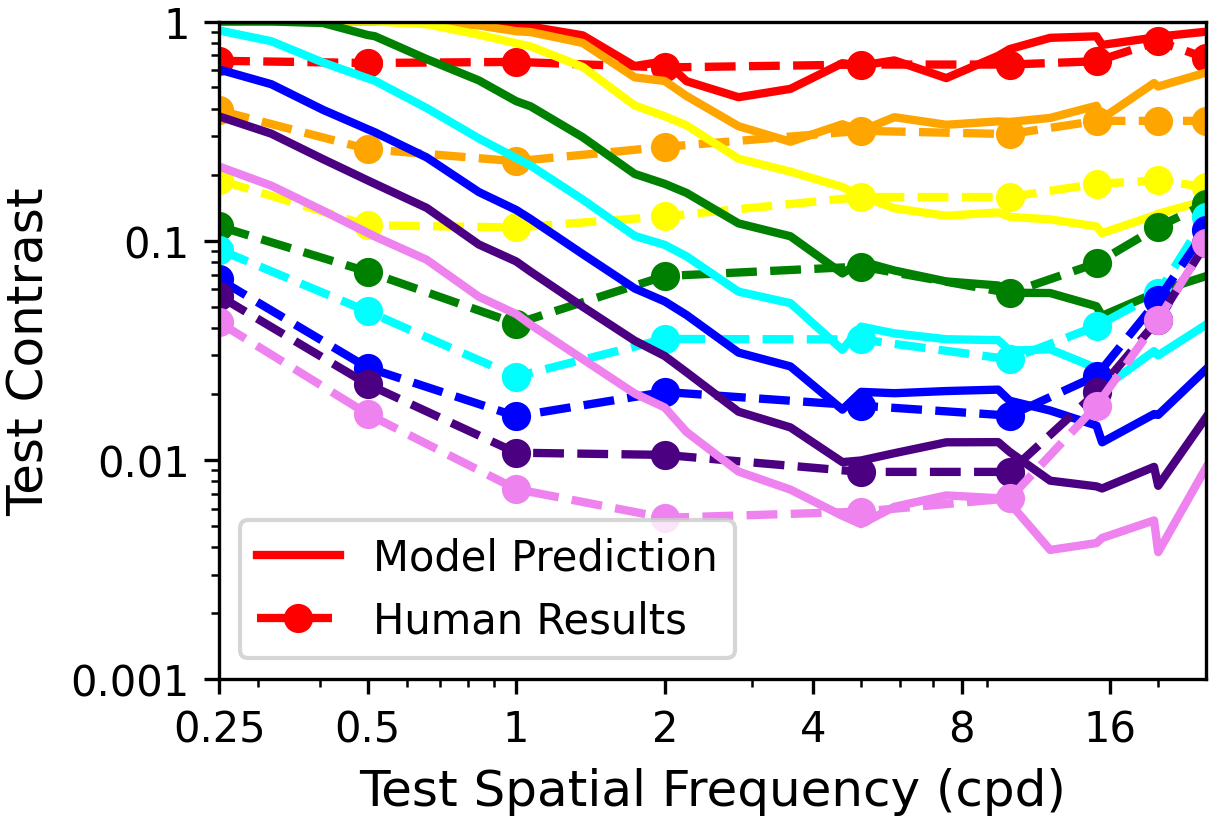 1
0.1
0.01
0.001
Test Contrast
Model Prediction
Human Results
0.25 0.5 1 2 4 8 16
Test Spatial Frequency (cpd)